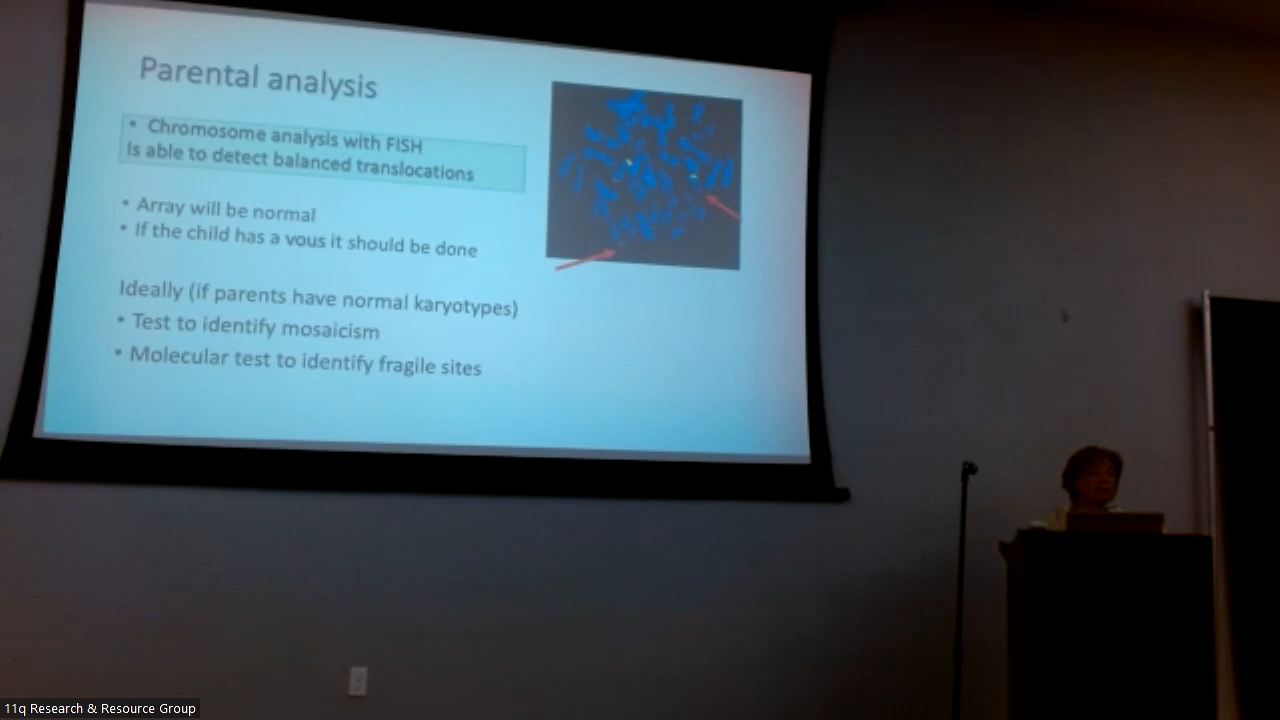 Parental analysis
• Chromosome analysis with FISH
Is able to detect balanced translocations
• Array will be normal
• If the child has a vous it should be done
Ideally (if parents have normal karyotypes)
• Test to identify mosaicism
• Molecular test to identify fragile sites
11q Research & Resource Group